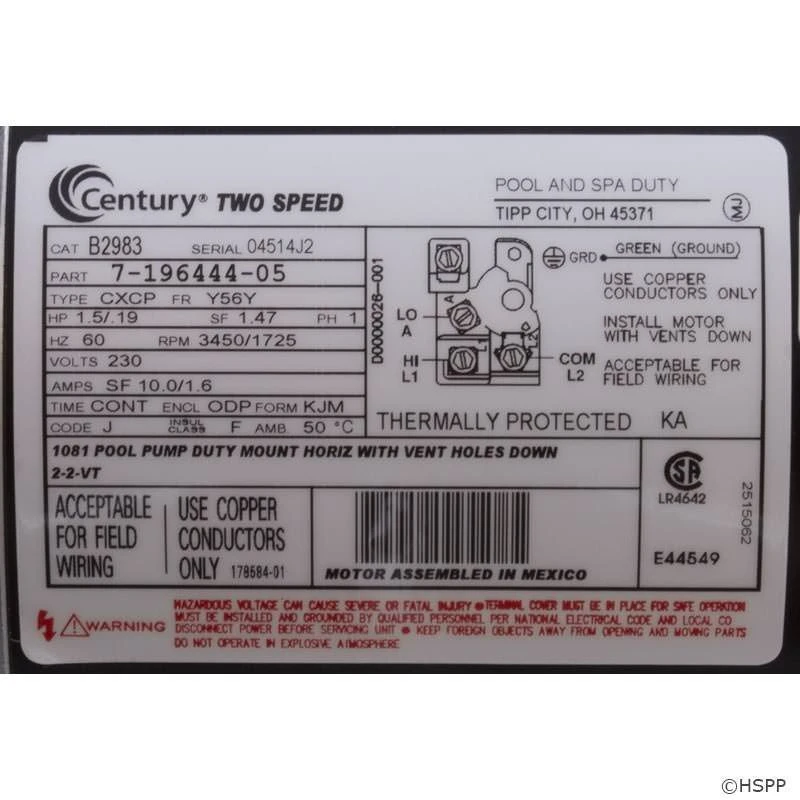 Century® TWO SPEED
POOL AND SPA DUTY
TIPP CITY, OH 45371
MJ
CAT B2983 SERIAL 04514J2
PART 7-196444-05
TYPE CXCP FR Y56Y
HP 1.5/.19 SF 1.47 PH 1
HZ 60 RPM 3450/1725
VOLTS 230
AMPS SF 10.0/1.6
TIME CONT ENCL ODP FORM KJM
CODE J INSUL CLASS F AMB. 50 °C
D0000026-001
A
LO
A
HI
L1
L1
L2
COM
L2
GRD GREEN (GROUND)
USE COPPER
CONDUCTORS ONLY
INSTALL MOTOR
WITH VENTS DOWN
ACCEPTABLE FOR
FIELD WIRING
THERMALLY PROTECTED KA
1081 POOL PUMP DUTY MOUNT HORIZ WITH VENT HOLES DOWN
2-2-VT
ACCEPTABLE
FOR FIELD
WIRING
USE COPPER
CONDUCTORS
ONLY 178584-01
MOTOR ASSEMBLED IN MEXICO
SA
LR4642
E44549
2515062
WARNING
HAZARDOUS VOLTAGE CAN CAUSE SEVERE OR FATAL INJURY TERMINAL COVER MUST BE IN PLACE FOR SAFE OPERATION
MUST BE INSTALLED AND GROUNDED BY QUALIFIED PERSONNEL PER NATIONAL ELECTRICAL CODE AND LOCAL CO
DISCONNECT POWER BEFORE SERVICING UNIT KEEP FOREIGN OBJECTS AWAY FROM OPENING AND MOVING PARTS
DO NOT OPERATE IN EXPLOSIVE ATMOSPHERE
©HSPP